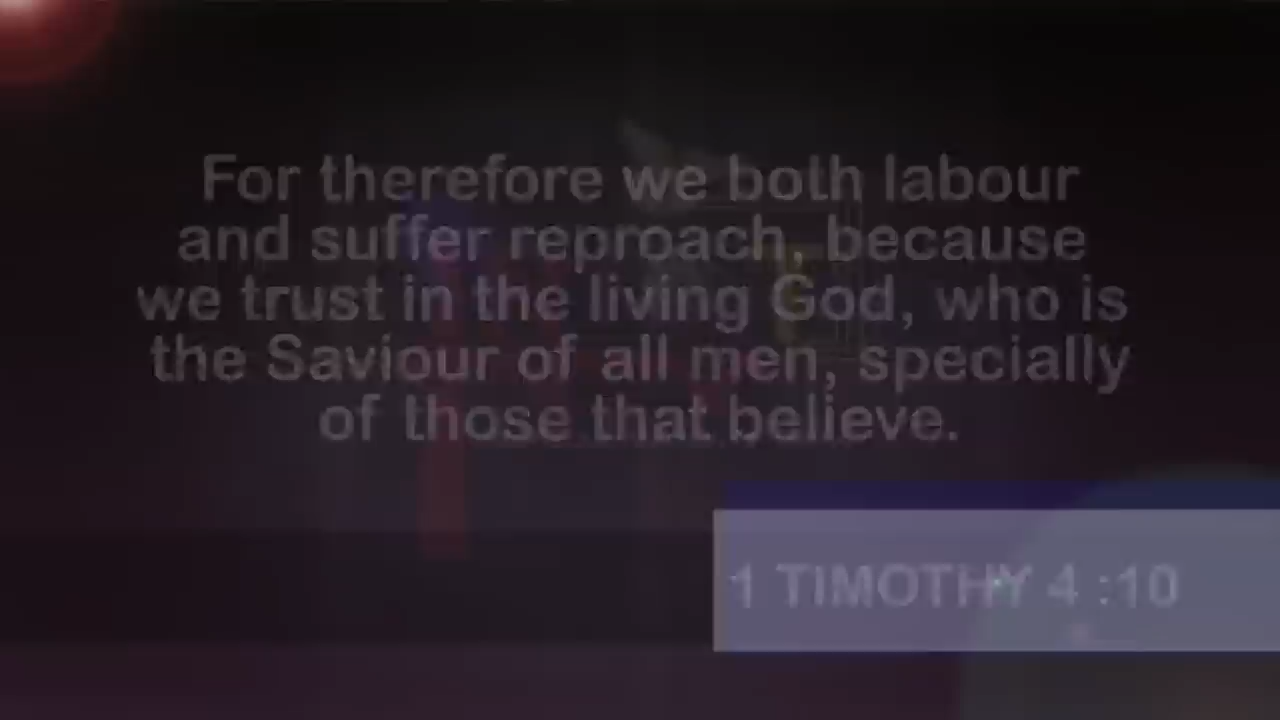 For therefore we both labour
and suffer reproach, because
we trust in the living God, who is
the Saviour of all men, specially
of those that believe.
1 TIMOTHY 4 :10